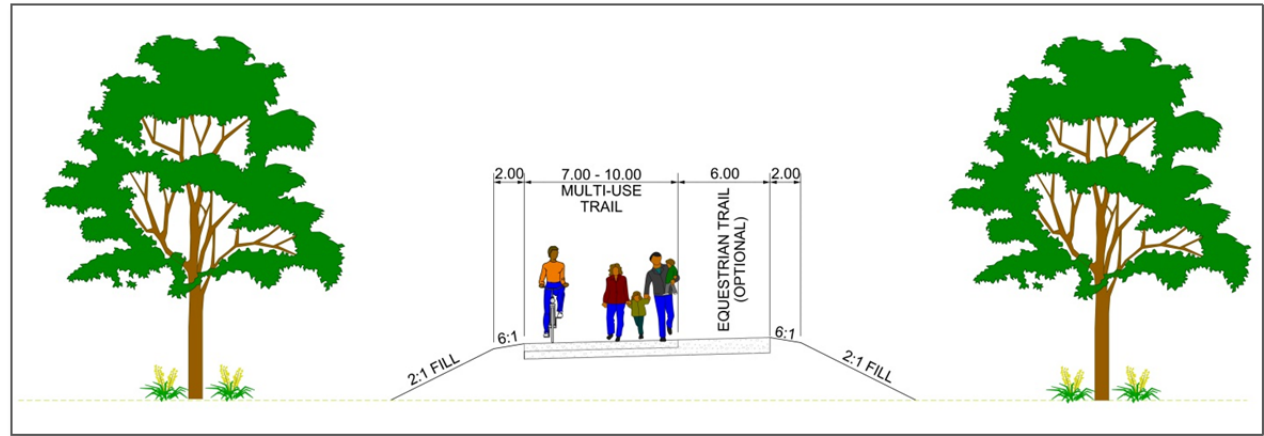 2.00
7.00 - 10.00
6.00
2.00
MULTI-USE
TRAIL
EQUESTRIAN TRAIL
(OPTIONAL)
6:1
6:1
2:1 FILL
2:1 FILL